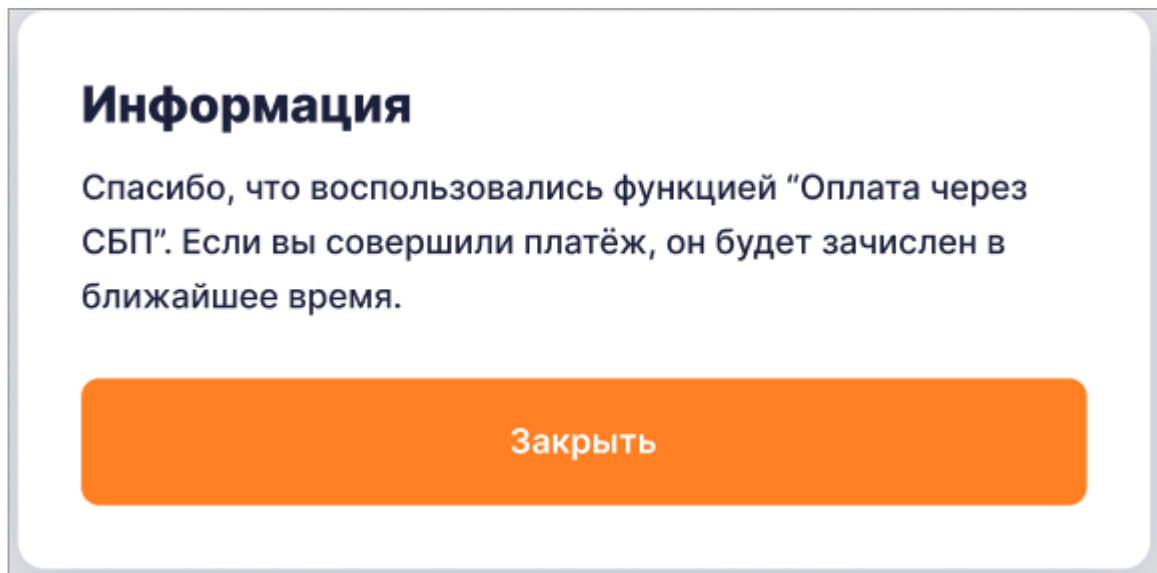 Информация
Спасибо, что воспользовались функцией “Оплата через
СБП”. Если вы совершили платёж, он будет зачислен в
ближайшее время.
Закрыть